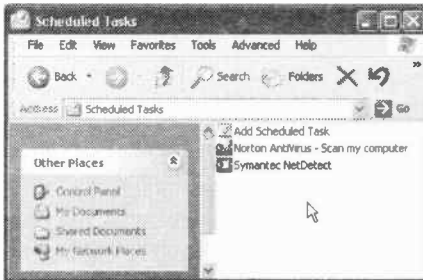 Scheduled Tasks
File Edit View Favorites Tools Advanced Help
Back Search Folders »
Address Scheduled Tasks Go
Other Places
Control Panel
My Documents
Shared Documents
My Network Places
Add Scheduled Task
Norton AntiVirus - Scan my computer
Symantec NetDetect